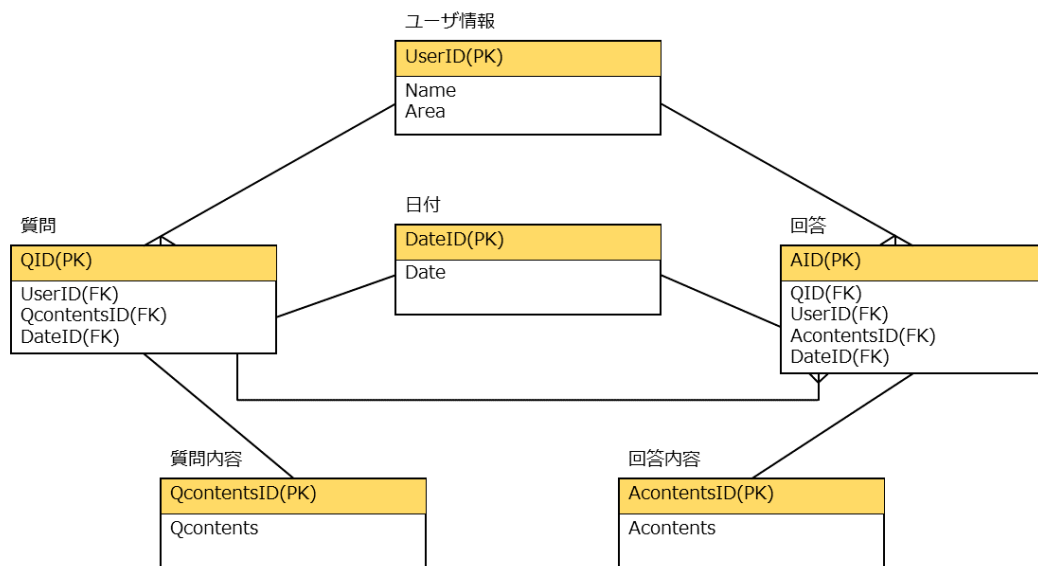 ユーザ情報
UserID(PK)
Name
Area
質問
QID(PK)
UserID(FK)
QcontentsID(FK)
DateID(FK)
日付
DateID(PK)
Date
回答
AID(PK)
QID(FK)
UserID(FK)
AcontentsID(FK)
DateID(FK)
質問内容
QcontentsID(PK)
Qcontents
回答内容
AcontentsID(PK)
Acontents